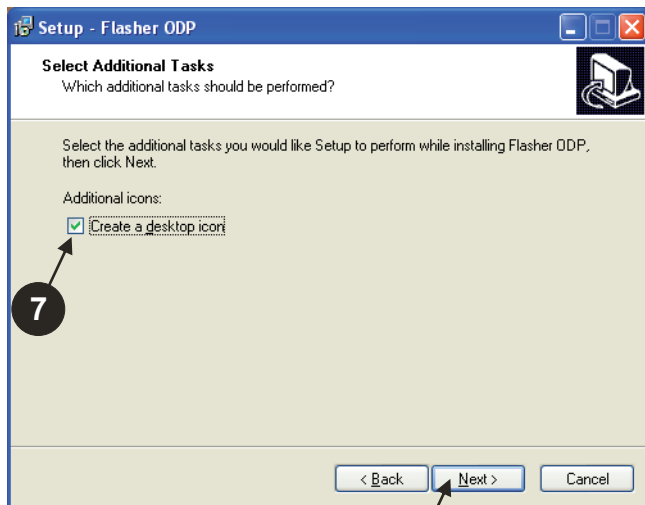 Setup - Flasher ODP
Select Additional Tasks
Which additional tasks should be performed?
Select the additional tasks you would like Setup to perform while installing Flasher ODP,
then click Next.
Additional icons:
Create a desktop icon
7
< Back Next > Cancel